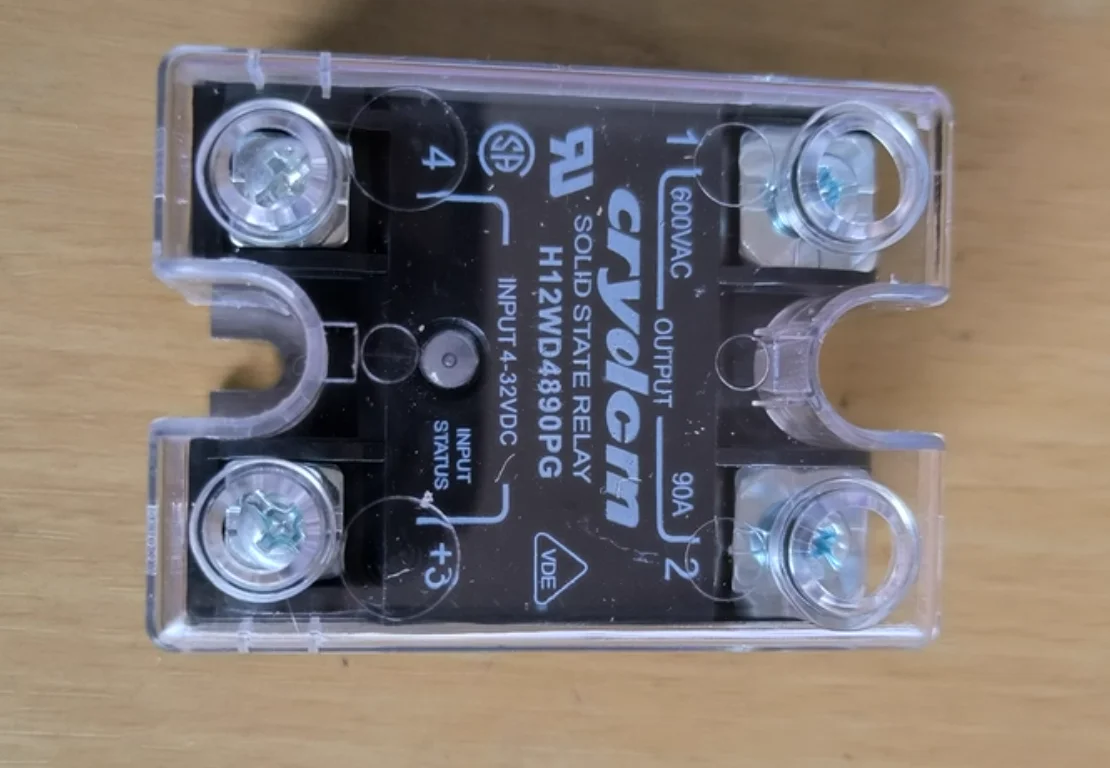 1 600VAC OUTPUT 90A 2
crydom
SOLID STATE RELAY
H12WD4890PG
VDE
INPUT 4-32VDC
INPUT
STATUS
4 +3